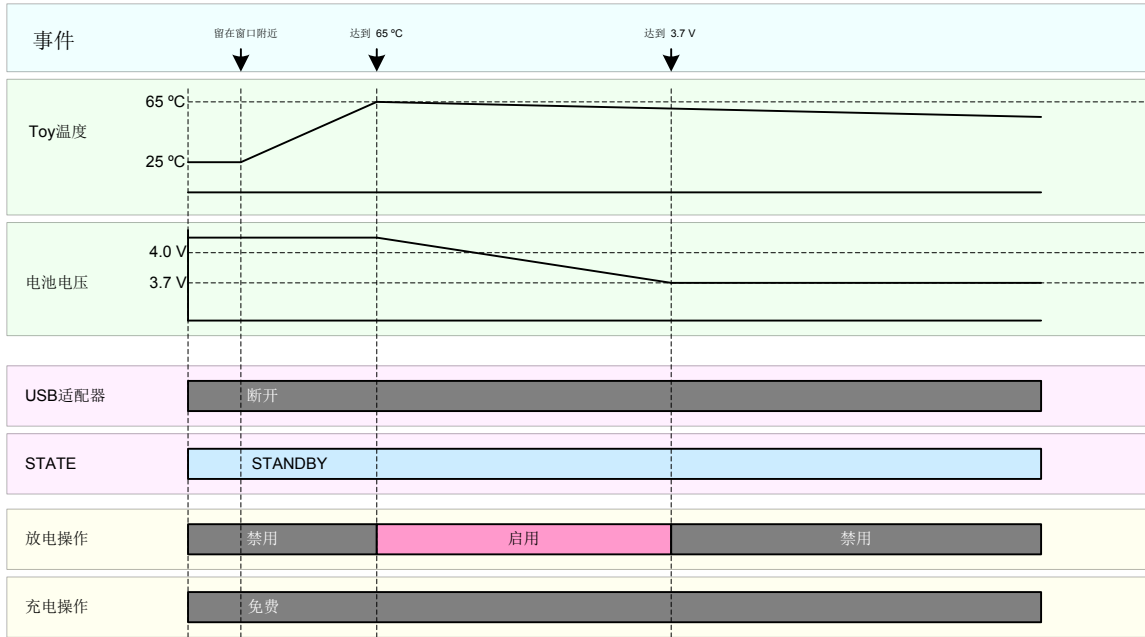 事件
留在窗口附近
达到 65 ºC
达到 3.7 V
65 ºC
Toy温度
25 ºC
4.0 V
电池电压
3.7 V
USB适配器
断开
STATE
STANDBY
放电操作
禁用
启用
禁用
充电操作
免费